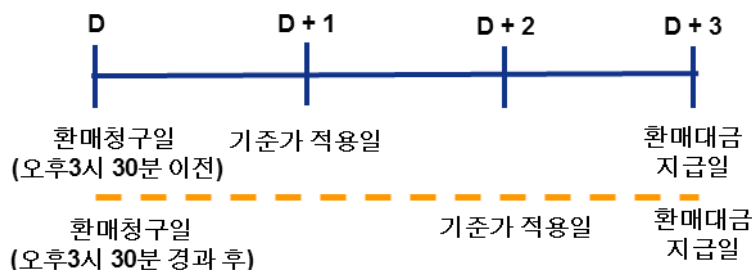 D D + 1 D + 2 D + 3
환매청구일 기준가 적용일 환매대금
(오후3시 30분 이전) 지급일
환매청구일 기준가 적용일 환매대금
(오후3시 30분 경과 후) 지급일